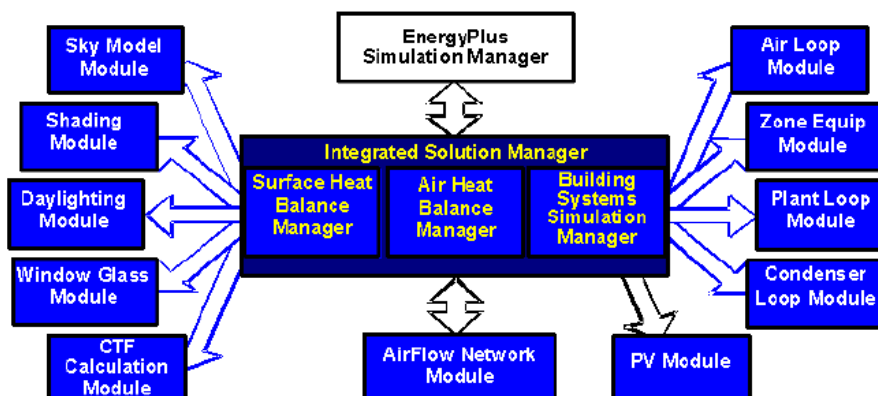 Sky Model
Module
Shading
Module
Daylighting
Module
Window Glass
Module
CTF
Calculation
Module
EnergyPlus
Simulation Manager
Integrated Solution Manager
Surface Heat
Balance
Manager
Air Heat
Balance
Manager
Building
Systems
Simulation
Manager
AirFlow Network
Module
PV Module
Air Loop
Module
Zone Equip
Module
Plant Loop
Module
Condenser
Loop Module